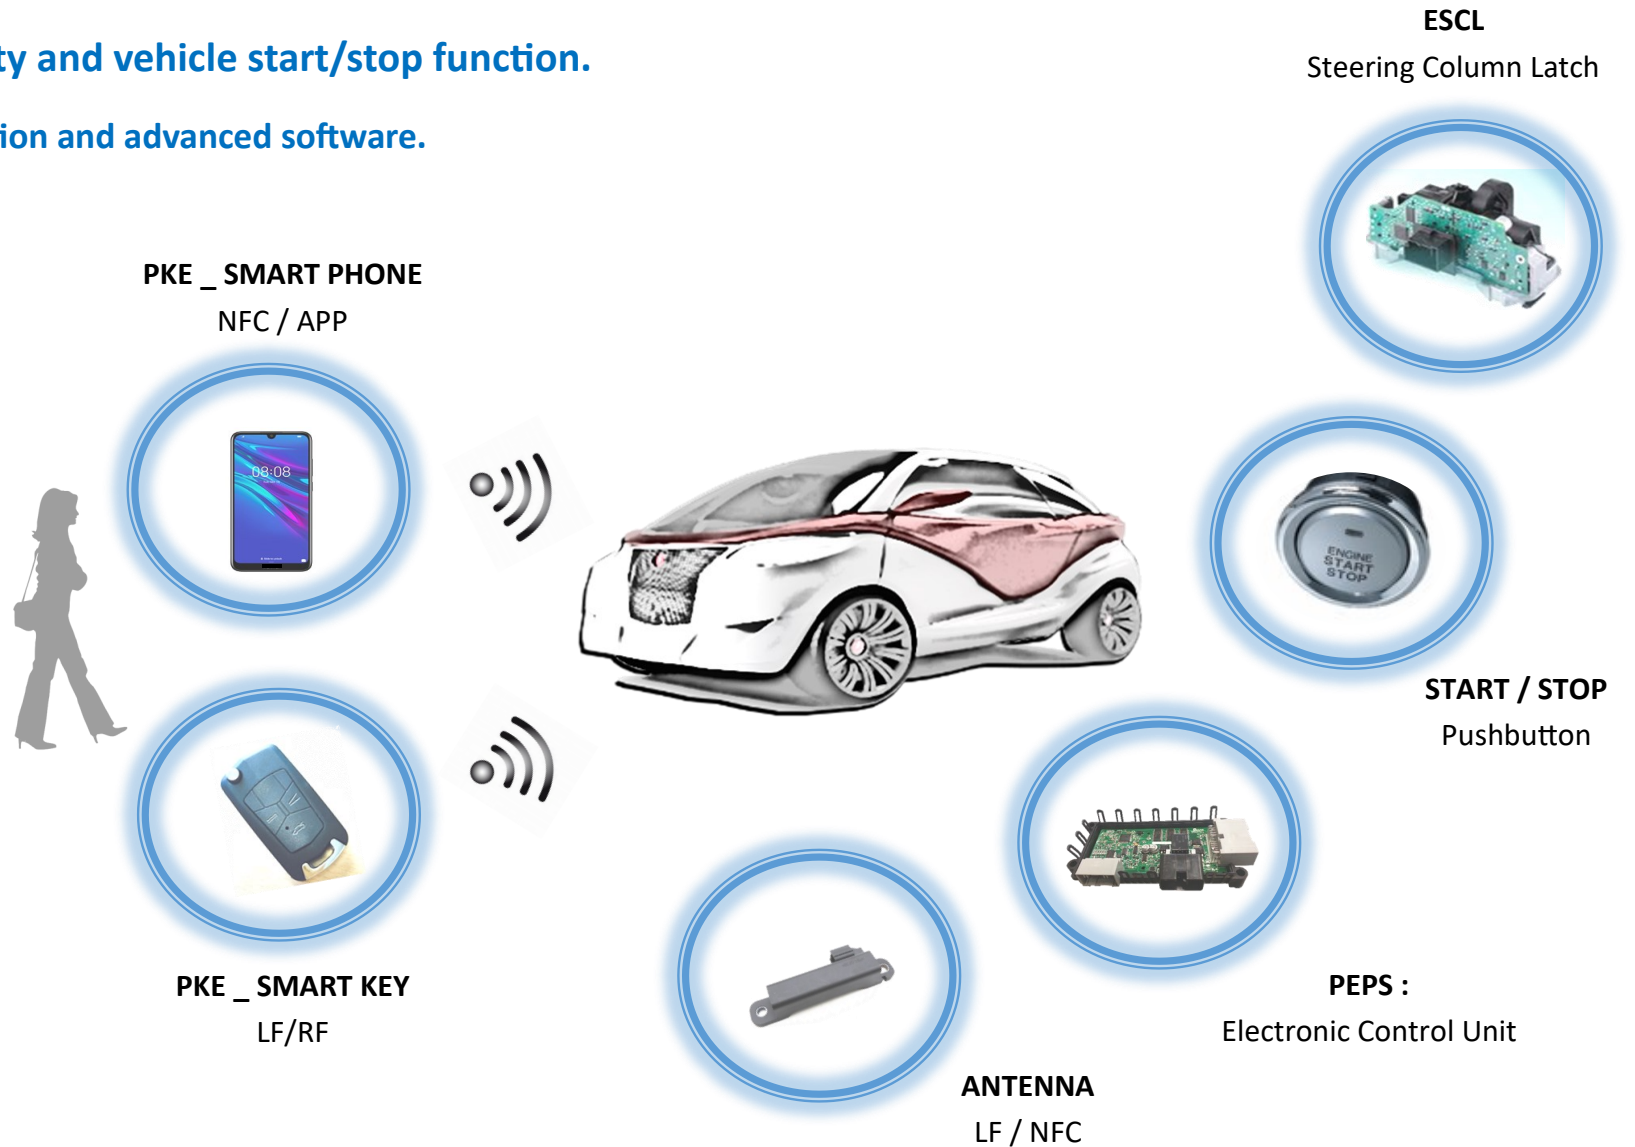 ty and vehicle start/stop function.
tion and advanced software.
ESCL
Steering Column Latch
PKE _ SMART PHONE
NFC / APP
08:08
ENGINE
START
STOP
START / STOP
Pushbutton
PKE _ SMART KEY
LF/RF
PEPS :
Electronic Control Unit
ANTENNA
LF / NFC